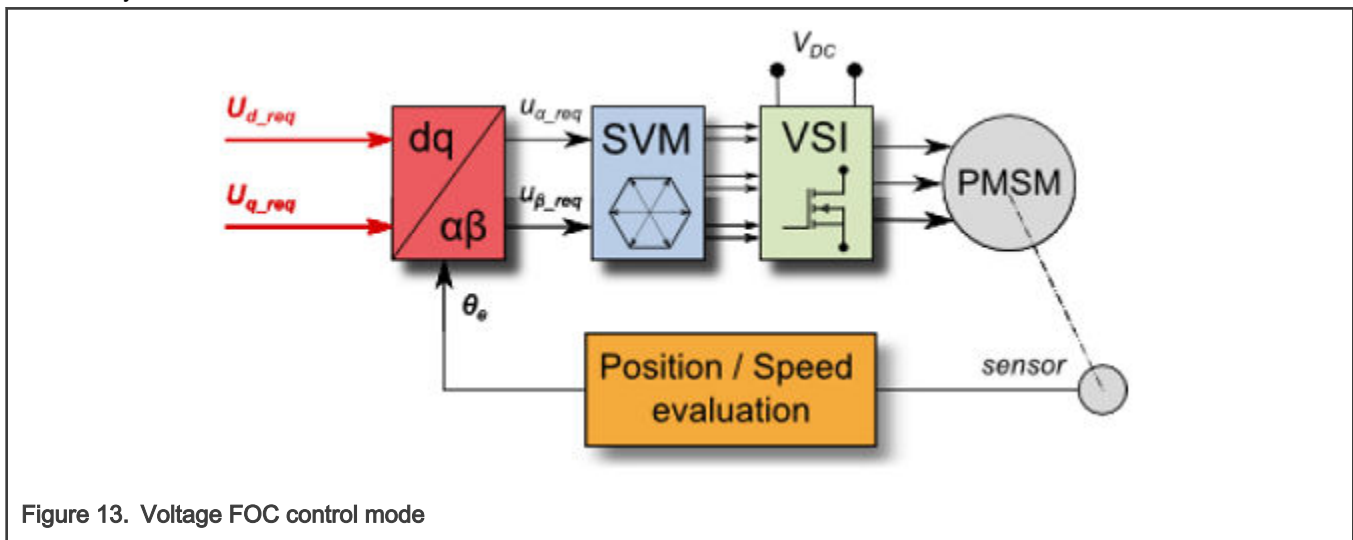 V_DC
U_d_req
u_α_req
dq
SVM
VSI
PMSM
U_q_req
u_β_req
αβ
θ_e
Position / Speed
evaluation
sensor
Figure 13. Voltage FOC control mode